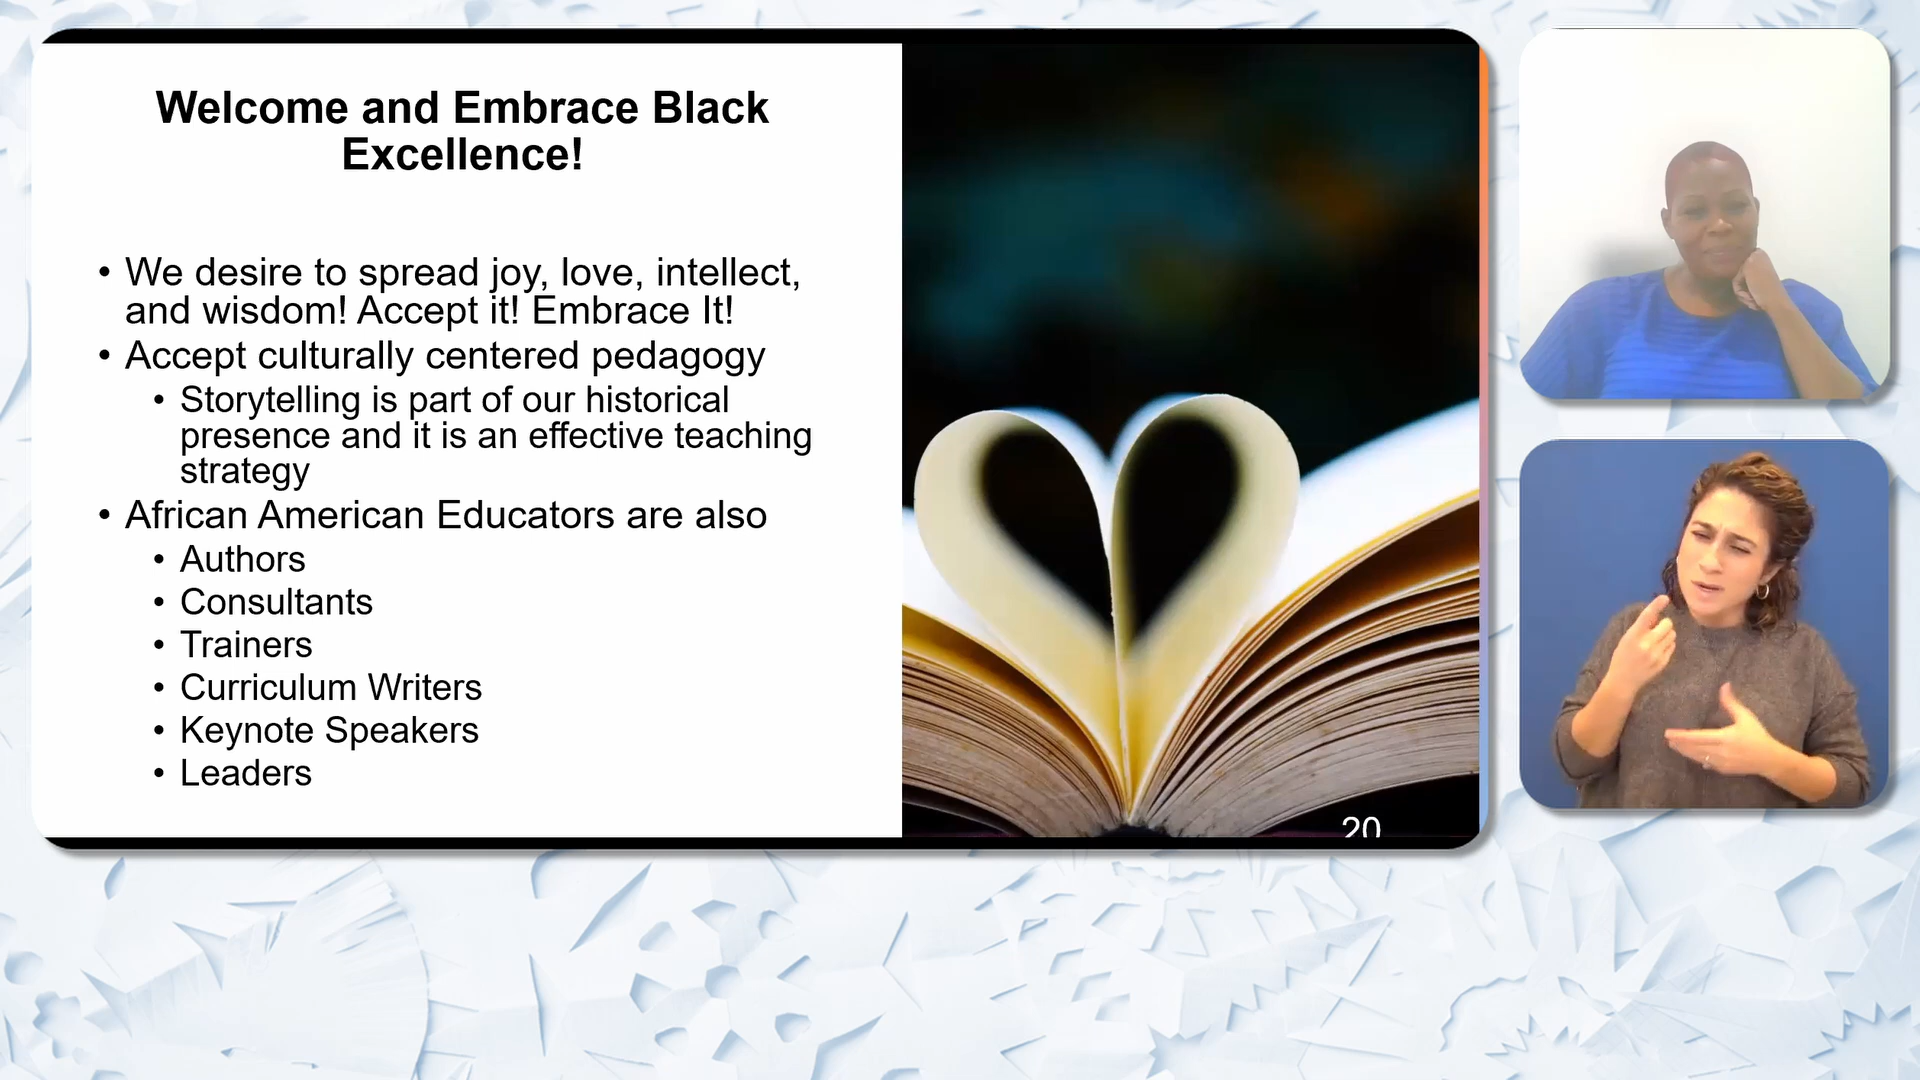 Welcome and Embrace Black
Excellence!
• We desire to spread joy, love, intellect,
and wisdom! Accept it! Embrace It!
• Accept culturally centered pedagogy
• Storytelling is part of our historical
presence and it is an effective teaching
strategy
• African American Educators are also
• Authors
• Consultants
• Trainers
• Curriculum Writers
• Keynote Speakers
• Leaders
20